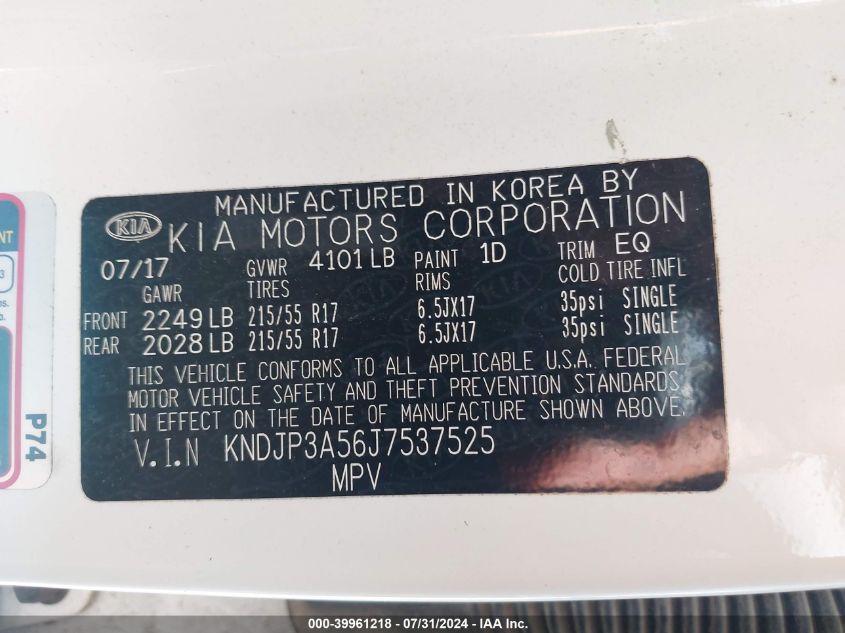 MANUFACTURED IN KOREA BY
KIA KIA MOTORS CORPORATION
07/17 GVWR 4101 LB PAINT 1D TRIM EQ
GAWR TIRES RIMS COLD TIRE INFL
FRONT 2249 LB 215/55 R17 6.5JX17 35psi SINGLE
REAR 2028 LB 215/55 R17 6.5JX17 35psi SINGLE
THIS VEHICLE CONFORMS TO ALL APPLICABLE U.S.A. FEDERAL
MOTOR VEHICLE SAFETY AND THEFT PREVENTION STANDARDS
IN EFFECT ON THE DATE OF MANUFACTURE SHOWN ABOVE.
V.I.N KNDJP3A56J7537525
MPV
P74
000-39961218 - 07/31/2024 - IAA Inc.